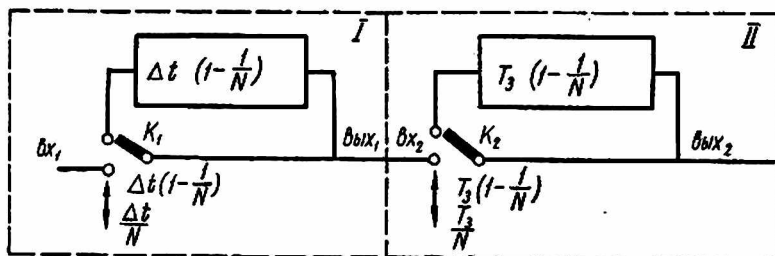 I
II
Δt (1-1/N)
T₃ (1-1/N)
Вх₁
K₁
Вых₁
Вх₂
K₂
Вых₂
Δt(1-1/N)
Δt/N
T₃(1-1/N)
T₃/N